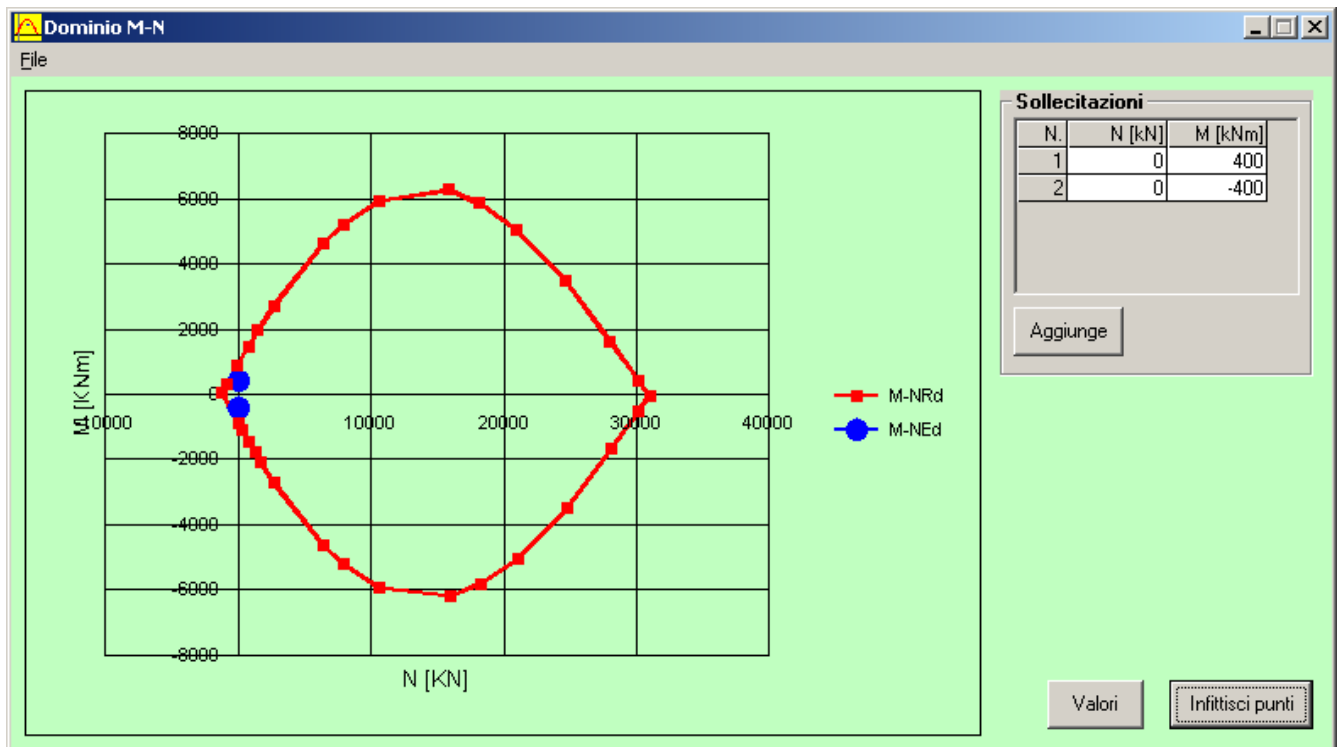 Dominio M-N
File
8000
6000
4000
2000
0
-2000
-4000
-6000
-8000
M [KNm]
-10000 10000 20000 30000 40000
N [KN]
M-NRd
M-NEd
Sollecitazioni
N. N [kN] M [kNm]
1 0 400
2 0 -400
Aggiunge
Valori
Infittisci punti